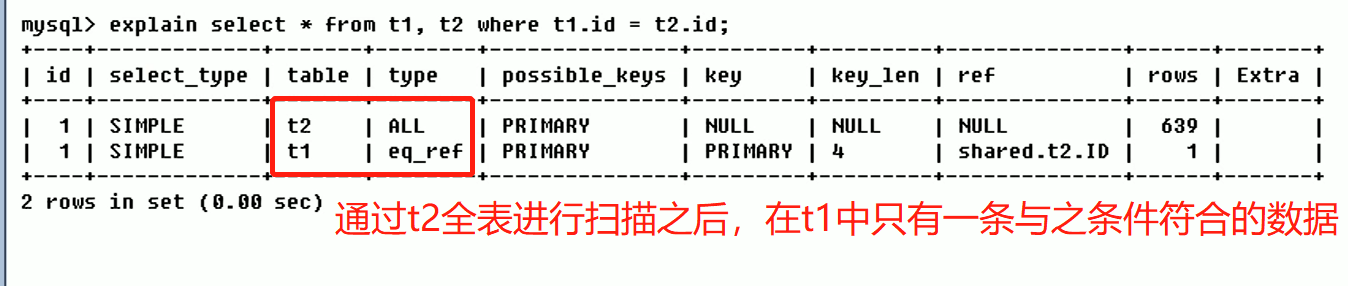 mysql> explain select * from t1, t2 where t1.id = t2.id;
+----+-------------+-------+--------+---------------+---------+---------+--------------+------+-------+
| id | select_type | table | type | possible_keys | key | key_len | ref | rows | Extra |
+----+-------------+-------+--------+---------------+---------+---------+--------------+------+-------+
| 1 | SIMPLE | t2 | ALL | PRIMARY | NULL | NULL | NULL | 639 | |
| 1 | SIMPLE | t1 | eq_ref | PRIMARY | PRIMARY | 4 | shared.t2.ID | 1 | |
+----+-------------+-------+--------+---------------+---------+---------+--------------+------+-------+
2 rows in set (0.00 sec)
通过t2全表进行扫描之后，在t1中只有一条与之条件符合的数据